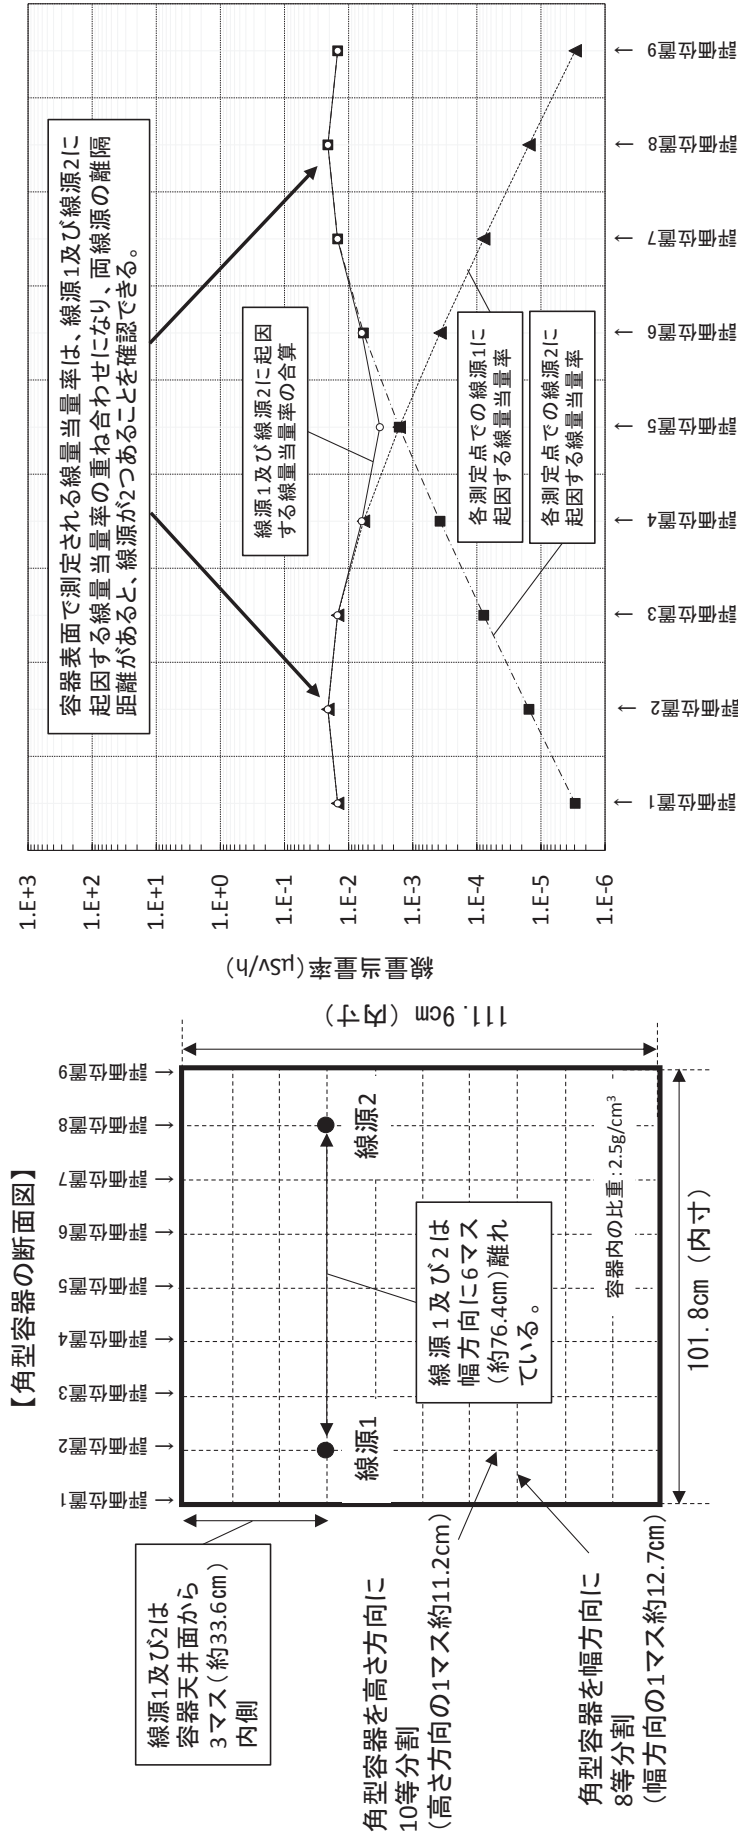 【角型容器の断面図】
線源1及び2は
容器天井面から
3マス(約33.6cm)
内側
角型容器を高さ方向に
10等分割
(高さ方向の1マス約11.2cm)
角型容器を幅方向に
8等分割
(幅方向の1マス約12.7cm)
評価位置1
評価位置2
評価位置3
評価位置4
評価位置5
評価位置6
評価位置7
評価位置8
評価位置9
線源1
線源2
線源1及び2は
幅方向に6マス
(約76.4cm)離れ
ている。
容器内の比重:2.5g/cm³
101.8cm (内寸)
111.9cm (内寸)
線量当量率(μSv/h)
1.E+3
1.E+2
1.E+1
1.E+0
1.E-1
1.E-2
1.E-3
1.E-4
1.E-5
1.E-6
容器表面で測定される線量当量率は、線源1及び線源2に
起因する線量当量率の重ね合わせになり、両線源の離隔
距離があると、線源が2つあることを確認できる。
線源1及び線源2に起因
する線量当量率の合算
各測定点での線源1に
起因する線量当量率
各測定点での線源2に
起因する線量当量率
← 評価位置1
← 評価位置2
← 評価位置3
← 評価位置4
← 評価位置5
← 評価位置6
← 評価位置7
← 評価位置8
← 評価位置9